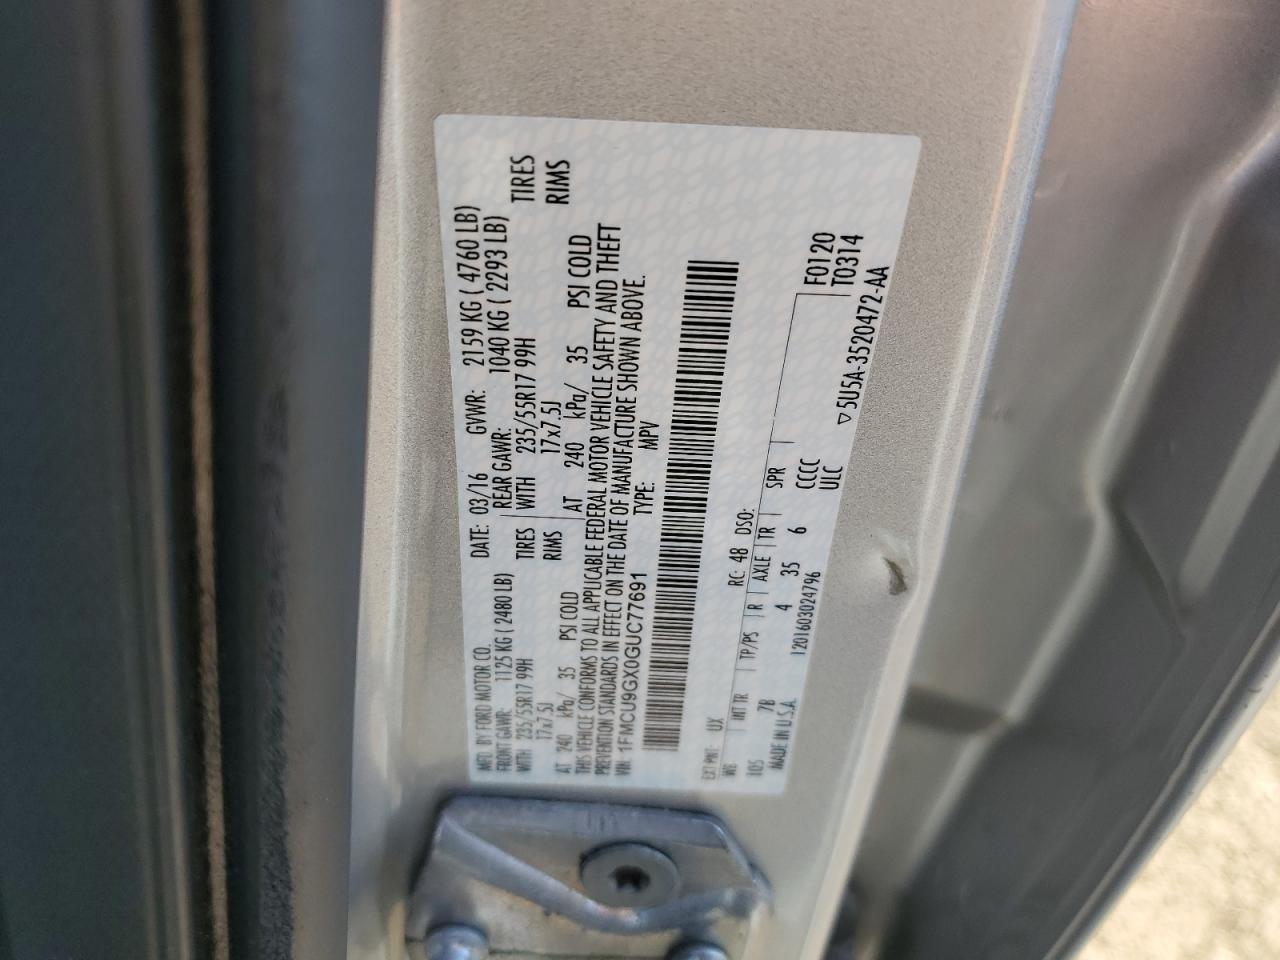 MFD. BY FORD MOTOR CO.
DATE: 03/16 GVWR: 2159 KG ( 4760 LB)
FRONT GAWR: 1125 KG ( 2480 LB) REAR GAWR: 1040 KG ( 2293 LB)
WITH 235/55R17 99H TIRES WITH 235/55R17 99H TIRES
17x7.5J RIMS 17x7.5J RIMS
AT 240 kPa/ 35 PSI COLD AT 240 kPa/ 35 PSI COLD
THIS VEHICLE CONFORMS TO ALL APPLICABLE FEDERAL MOTOR VEHICLE SAFETY AND THEFT
PREVENTION STANDARDS IN EFFECT ON THE DATE OF MANUFACTURE SHOWN ABOVE.
VIN: 1FMCU9GX0GUC77691 TYPE: MPV
EXT PNT: UX RC: 48 DSO: F0120
WB INT TR TP/PS R AXLE TR SPR T0314
105 7B 4 35 6 CCCC
MADE IN U.S.A. 1201603024796 ULC
▽5U5A-3520472-AA